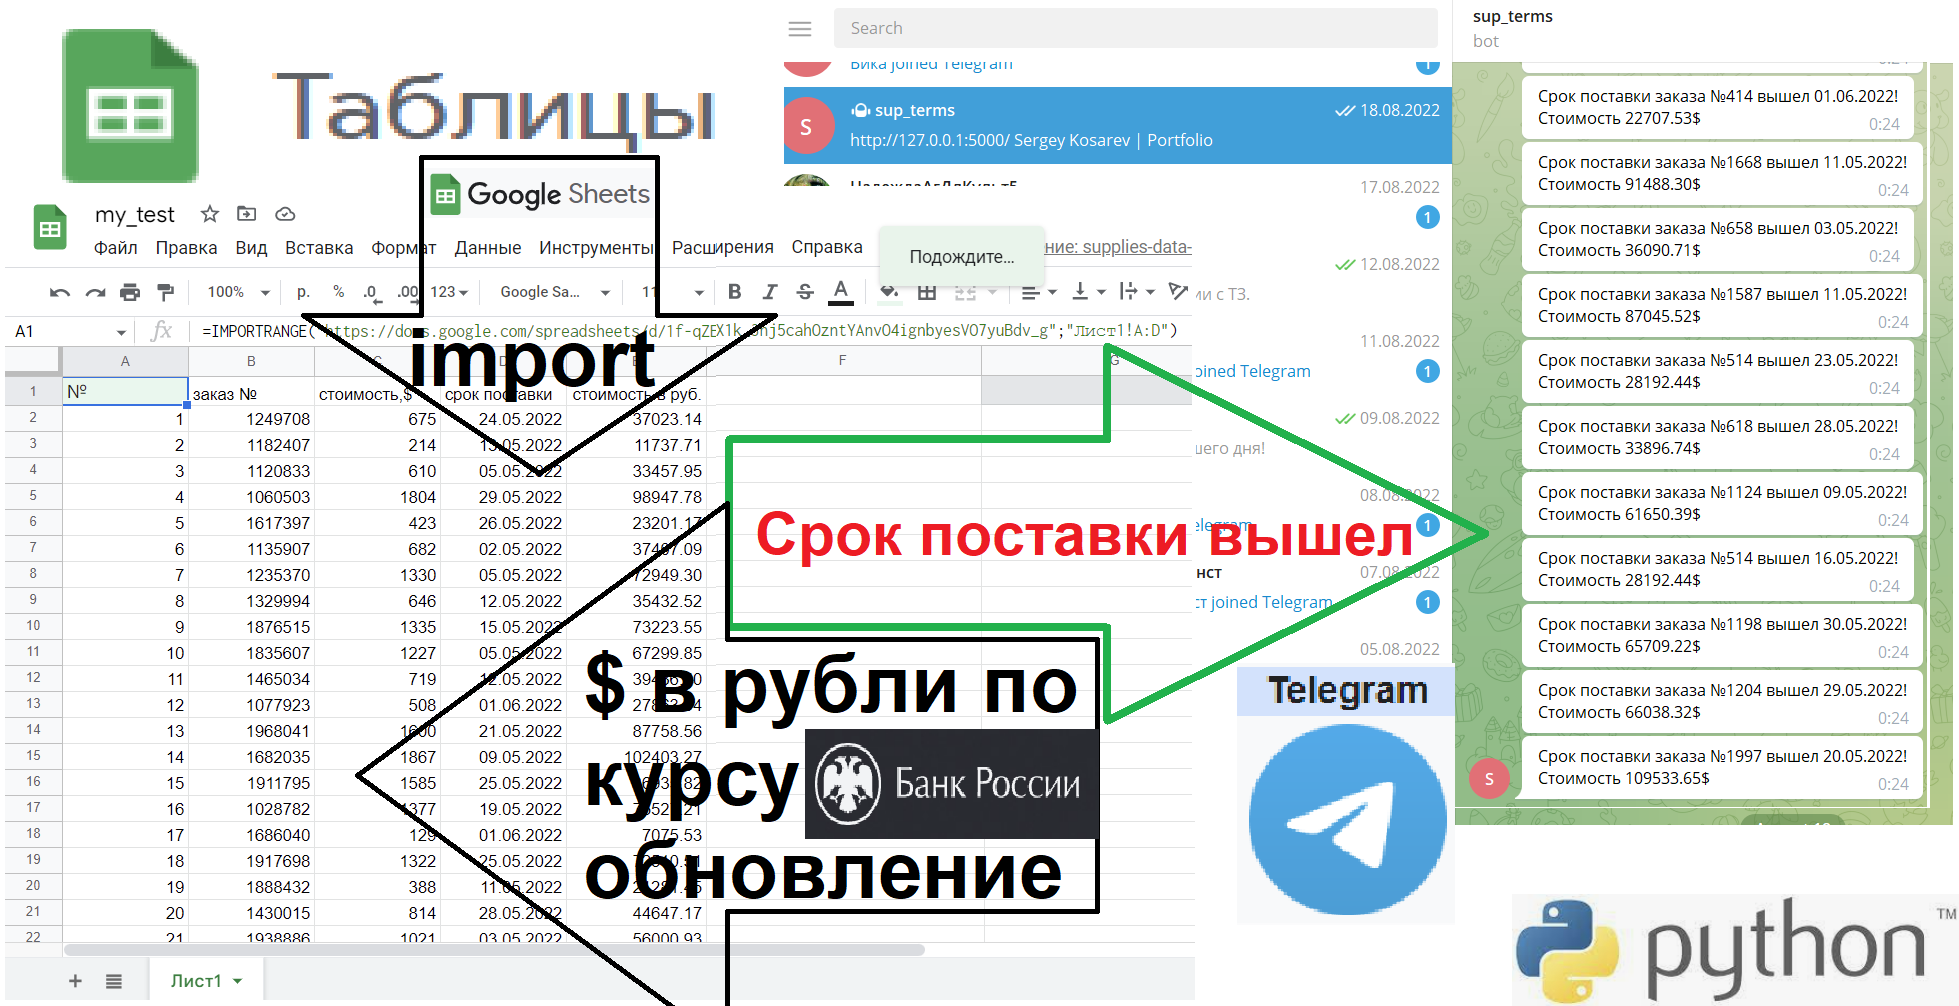 Таблицы
Google Sheets
my_test
Файл Правка Вид Вставка Формат Данные Инструменты Расширения Справка
Подождите...
ние: supplies-data-
100% р. % .0 .00 123 Google Sa... 11 B I S A
A1 fx =IMPORTRANGE(
"Лист1!A:D")
import
A B C D E F G
1 № заказ № стоимость,$ срок поставки стоимость в руб.
2 1 1249708 675 24.05.2022 37023.14
3 2 1182407 214 11737.71
4 3 1120833 610 05.05.2022 33457.95
5 4 1060503 1804 29.05.2022 98947.78
6 5 1617397 423 26.05.2022 23201.17
7 6 1135907 682 02.05.2022
8 7 1235370 1330 05.05.2022 72949.30
9 8 1329994 646 12.05.2022 35432.52
10 9 1876515 1335 15.05.2022 73223.55
11 10 1835607 1227 05.05.2022 67299.85
12 11 1465034 719 12.05.2022
13 12 1077923 508 01.06.2022
14 13 1968041 1600 21.05.2022 87758.56
15 14 1682035 1867 09.05.2022 102403.27
16 15 1911795 1585 25.05.2022
17 16 1028782 1377 19.05.2022
18 17 1686040 129 01.06.2022 7075.53
19 18 1917698 1322 25.05.2022
20 19 1888432 388 11.05.2022
21 20 1430015 814 28.05.2022 44647.17
22 21 1938886 1021 03.05.2022 56000.93
Лист1
Срок поставки вышел
$ в рубли по
курсу
Банк России
обновление
Search
Вика joined Telegram
1
S
sup_terms 18.08.2022
http://127.0.0.1:5000/ Sergey Kosarev | Portfolio
17.08.2022
1
12.08.2022
ии с ТЗ.
11.08.2022
oined Telegram 1
09.08.2022
шего дня!
08.08.2022
elegram 1
нст 07.08.2022
ст joined Telegram 1
05.08.2022
Telegram
sup_terms
bot
Срок поставки заказа №414 вышел 01.06.2022!
Стоимость 22707.53$ 0:24
Срок поставки заказа №1668 вышел 11.05.2022!
Стоимость 91488.30$ 0:24
Срок поставки заказа №658 вышел 03.05.2022!
Стоимость 36090.71$ 0:24
Срок поставки заказа №1587 вышел 11.05.2022!
Стоимость 87045.52$ 0:24
Срок поставки заказа №514 вышел 23.05.2022!
Стоимость 28192.44$ 0:24
Срок поставки заказа №618 вышел 28.05.2022!
Стоимость 33896.74$ 0:24
Срок поставки заказа №1124 вышел 09.05.2022!
Стоимость 61650.39$ 0:24
Срок поставки заказа №514 вышел 16.05.2022!
Стоимость 28192.44$ 0:24
Срок поставки заказа №1198 вышел 30.05.2022!
Стоимость 65709.22$ 0:24
Срок поставки заказа №1204 вышел 29.05.2022!
Стоимость 66038.32$ 0:24
Срок поставки заказа №1997 вышел 20.05.2022!
Стоимость 109533.65$ 0:24
S
python TM